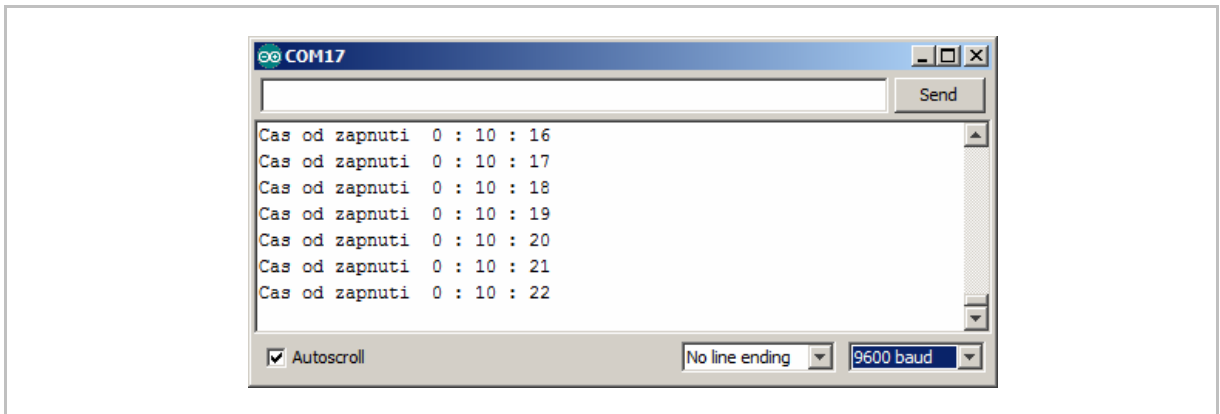 COM17
Send
Cas od zapnuti  0 : 10 : 16
Cas od zapnuti  0 : 10 : 17
Cas od zapnuti  0 : 10 : 18
Cas od zapnuti  0 : 10 : 19
Cas od zapnuti  0 : 10 : 20
Cas od zapnuti  0 : 10 : 21
Cas od zapnuti  0 : 10 : 22
Autoscroll No line ending 9600 baud